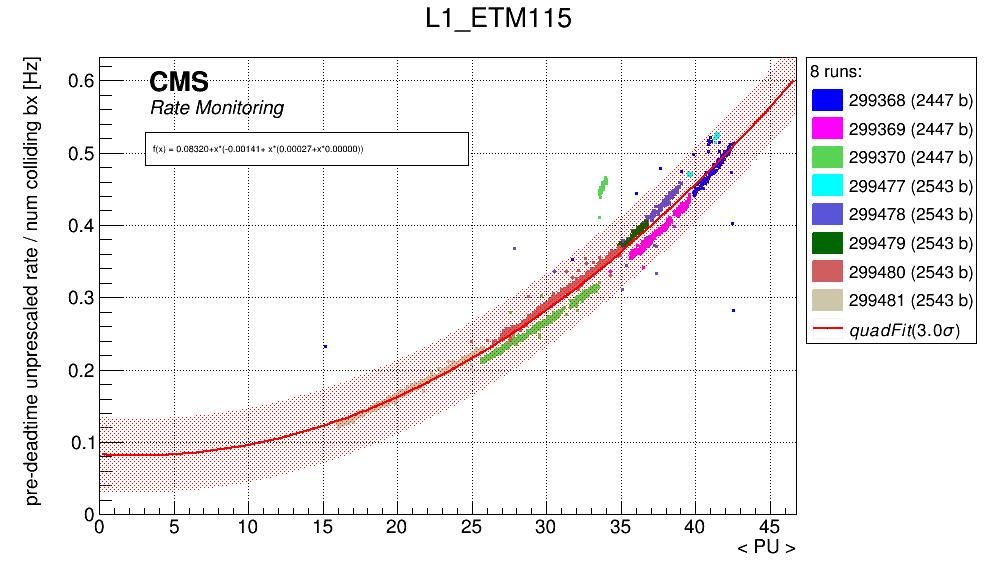 L1_ETM115
pre-deadtime unprescaled rate / num colliding bx [Hz]
CMS
Rate Monitoring
f(x) = 0.08320+x*(-0.00141+ x*(0.00027+x*0.00000))
0.6
0.5
0.4
0.3
0.2
0.1
0
0 5 10 15 20 25 30 35 40 45
< PU >
8 runs:
299368 (2447 b)
299369 (2447 b)
299370 (2447 b)
299477 (2543 b)
299478 (2543 b)
299479 (2543 b)
299480 (2543 b)
299481 (2543 b)
quadFit(3.0σ)